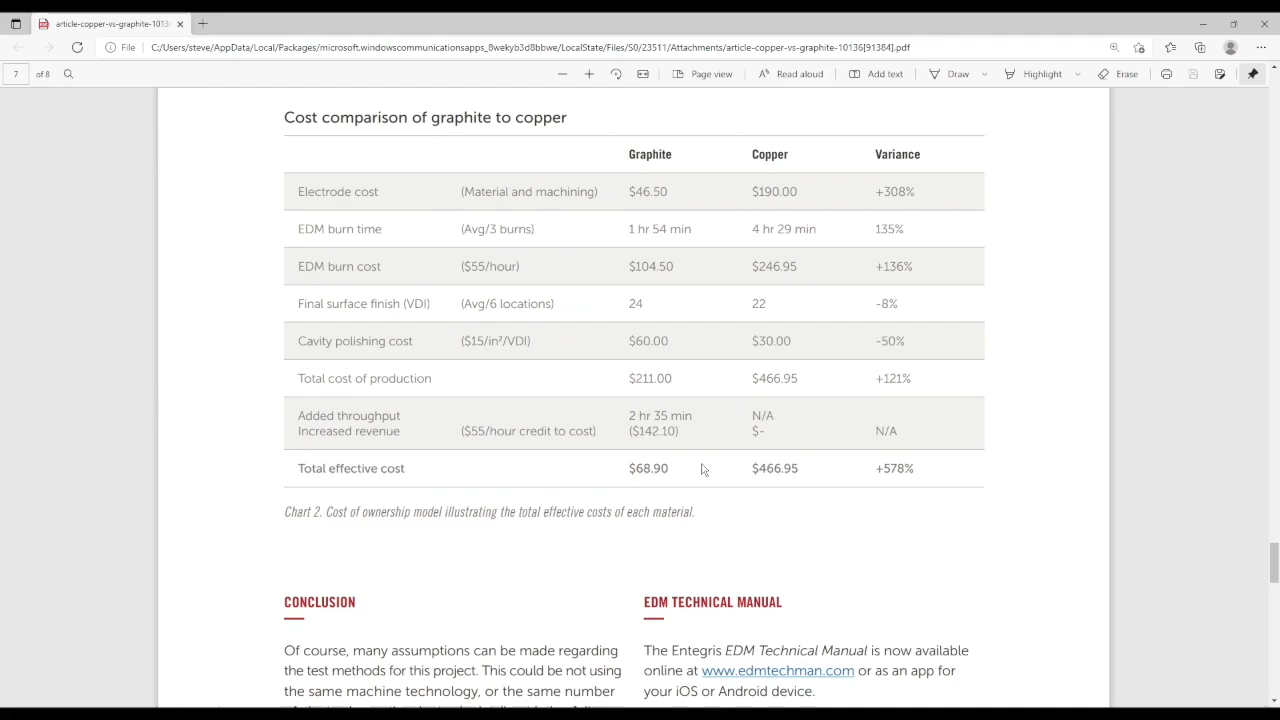 article-copper-vs-graphite-1013
File C:/Users/steve/AppData/Local/Packages/microsoft.windowscommunicationsapps_8wekyb3d8bbwe/LocalState/Files/S0/23511/Attachments/article-copper-vs-graphite-10136[91384].pdf
7 of 8 Page view Read aloud Add text Draw Highlight Erase
Cost comparison of graphite to copper
Graphite Copper Variance
Electrode cost (Material and machining) $46.50 $190.00 +308%
EDM burn time (Avg/3 burns) 1 hr 54 min 4 hr 29 min 135%
EDM burn cost ($55/hour) $104.50 $246.95 +136%
Final surface finish (VDI) (Avg/6 locations) 24 22 -8%
Cavity polishing cost ($15/in²/VDI) $60.00 $30.00 -50%
Total cost of production $211.00 $466.95 +121%
Added throughput 2 hr 35 min N/A
Increased revenue ($55/hour credit to cost) ($142.10) $- N/A
Total effective cost $68.90 $466.95 +578%
Chart 2. Cost of ownership model illustrating the total effective costs of each material.
CONCLUSION
Of course, many assumptions can be made regarding
the test methods for this project. This could be not using
the same machine technology, or the same number
EDM TECHNICAL MANUAL
The Entegris EDM Technical Manual is now available
online at www.edmtechman.com or as an app for
your iOS or Android device.